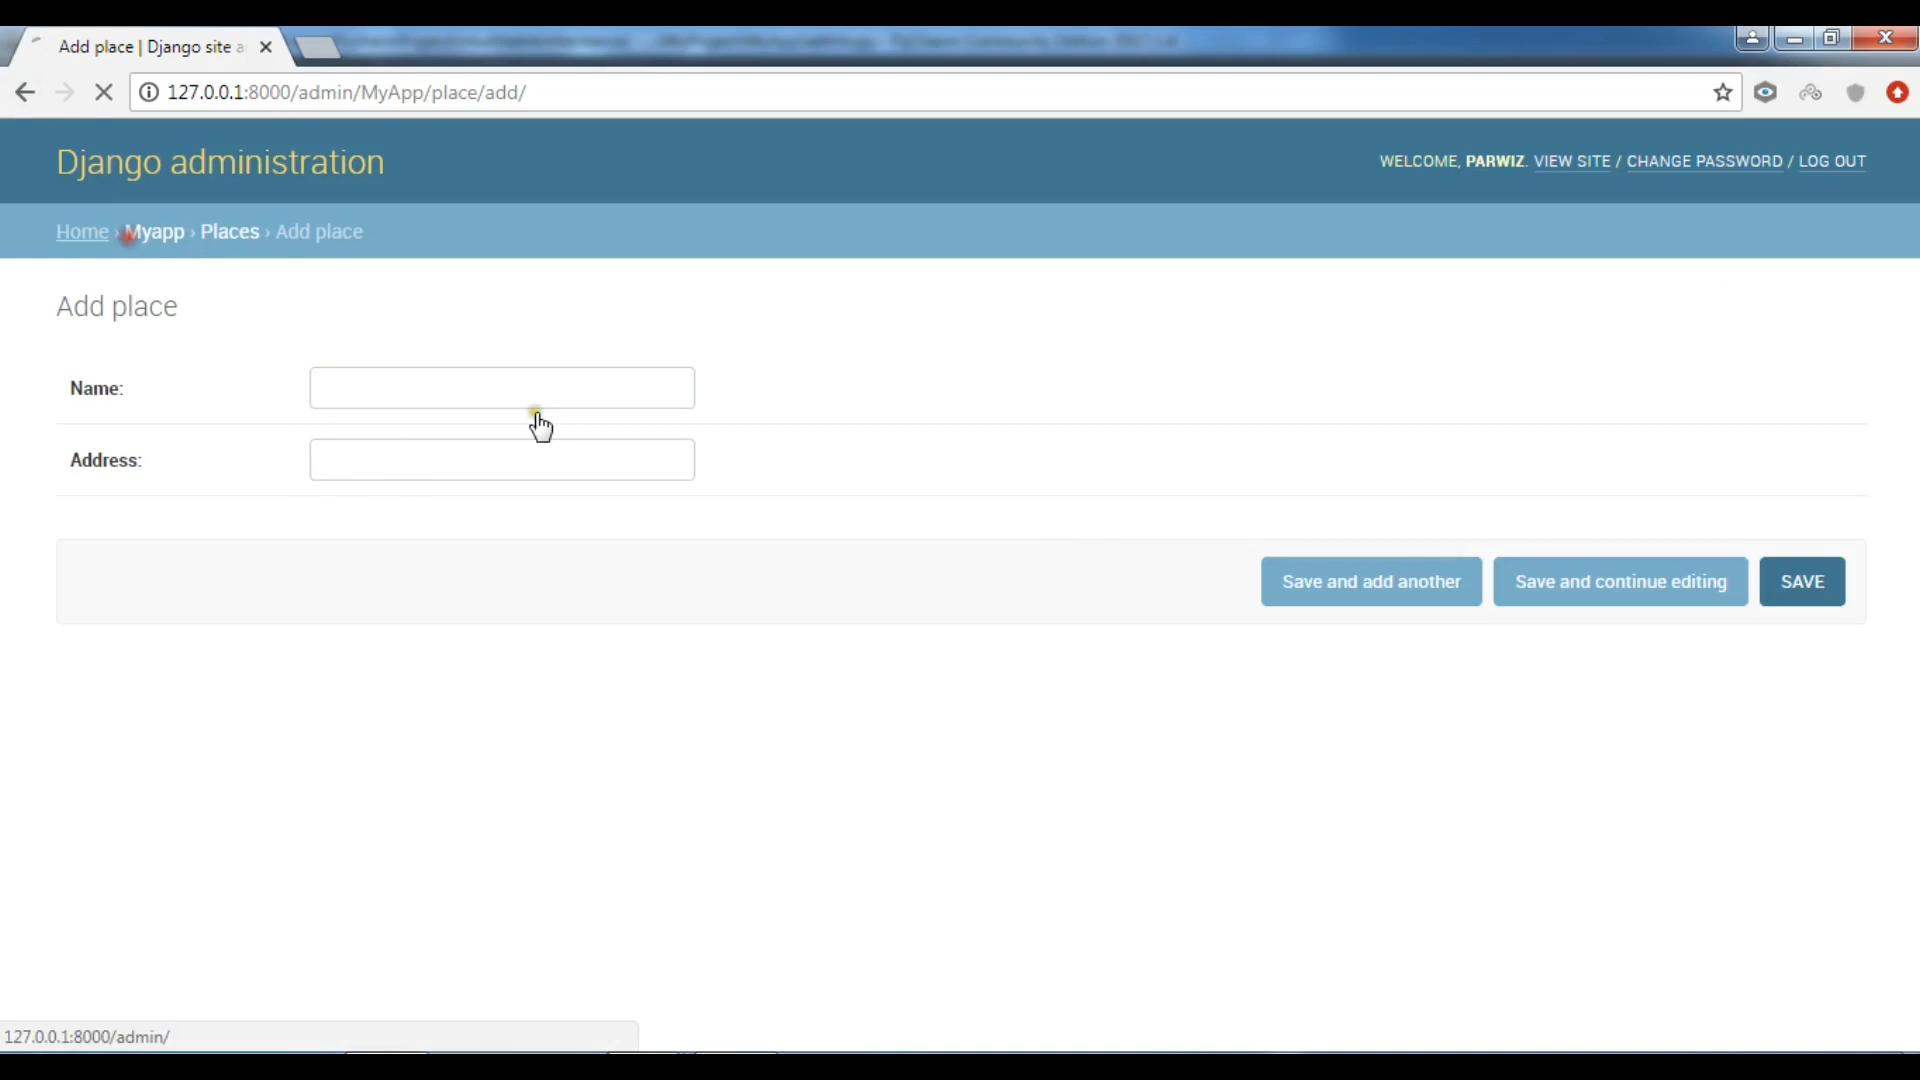 Add place | Django site a
127.0.0.1:8000/admin/MyApp/place/add/
Django administration
WELCOME, PARWIZ. VIEW SITE / CHANGE PASSWORD / LOG OUT
Home › Myapp › Places › Add place
Add place
Name:
Address:
Save and add another
Save and continue editing
SAVE
127.0.0.1:8000/admin/